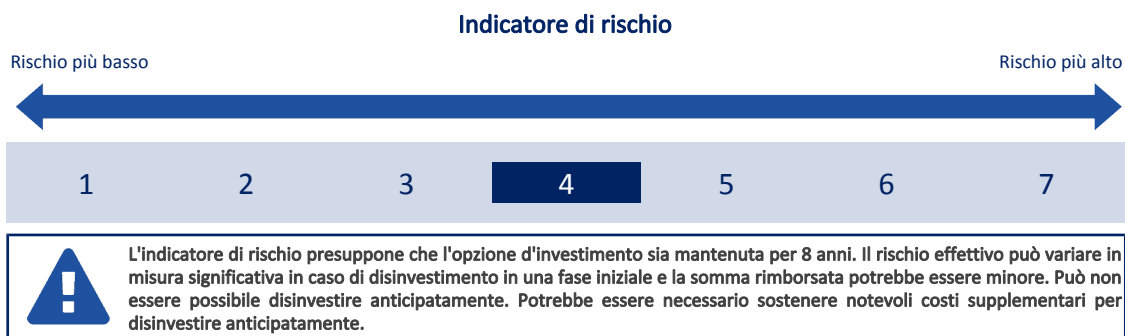 Indicatore di rischio
Rischio più basso Rischio più alto
1 2 3 4 5 6 7
L'indicatore di rischio presuppone che l'opzione d'investimento sia mantenuta per 8 anni. Il rischio effettivo può variare in
misura significativa in caso di disinvestimento in una fase iniziale e la somma rimborsata potrebbe essere minore. Può non
essere possibile disinvestire anticipatamente. Potrebbe essere necessario sostenere notevoli costi supplementari per
disinvestire anticipatamente.